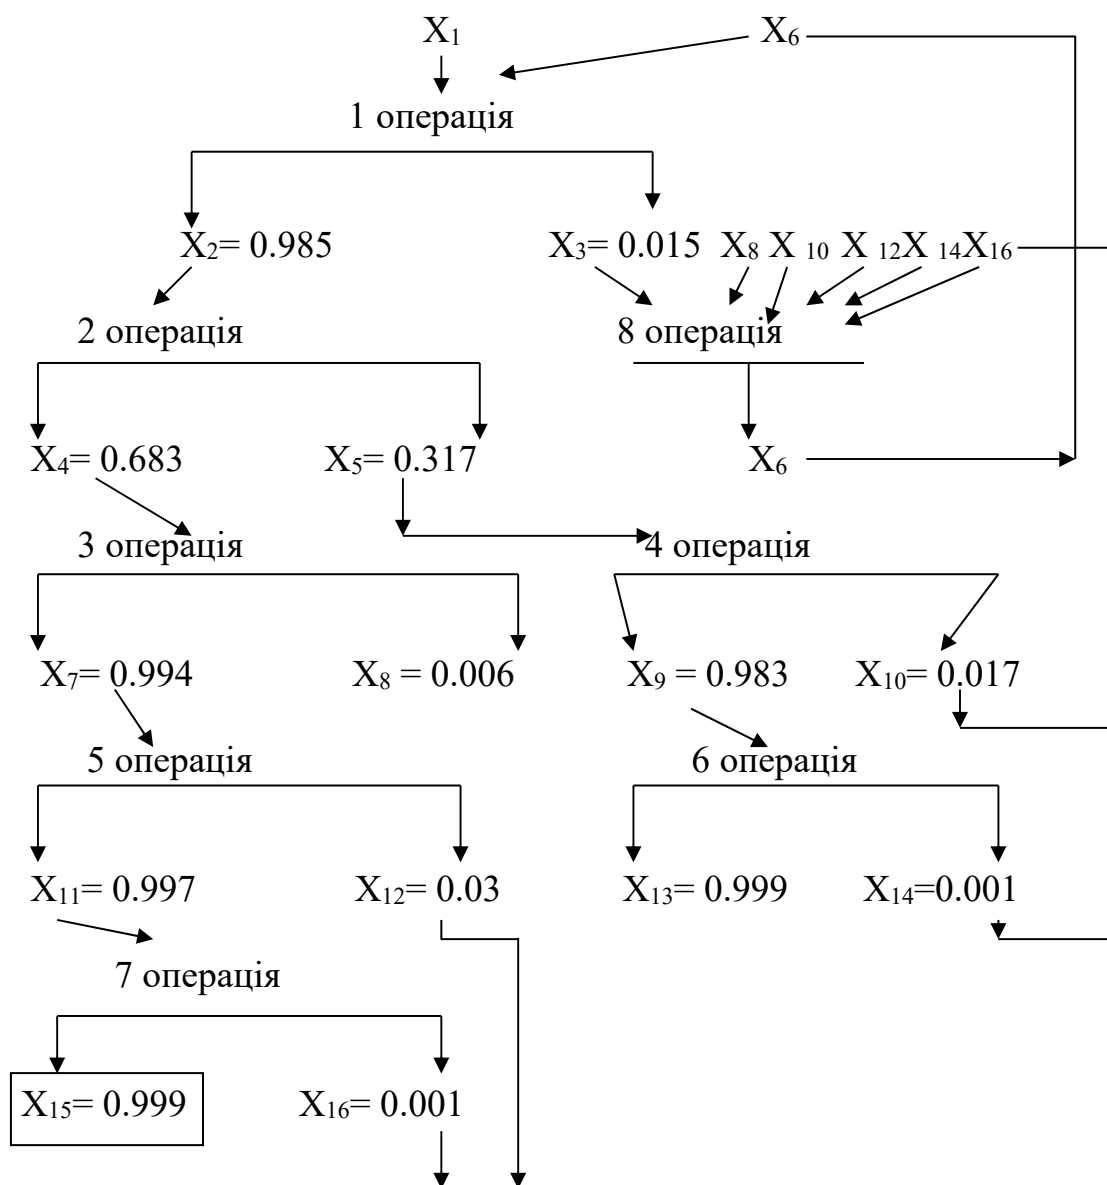 X₁ X₆
1 операція
X₂= 0.985 X₃= 0.015 X₈ X ₁₀ X ₁₂X ₁₄X₁₆
2 операція 8 операція
X₄= 0.683 X₅= 0.317 X₆
3 операція 4 операція
X₇= 0.994 X₈ = 0.006 X₉ = 0.983 X₁₀= 0.017
5 операція 6 операція
X₁₁= 0.997 X₁₂= 0.03 X₁₃= 0.999 X₁₄=0.001
7 операція
X₁₅= 0.999 X₁₆= 0.001